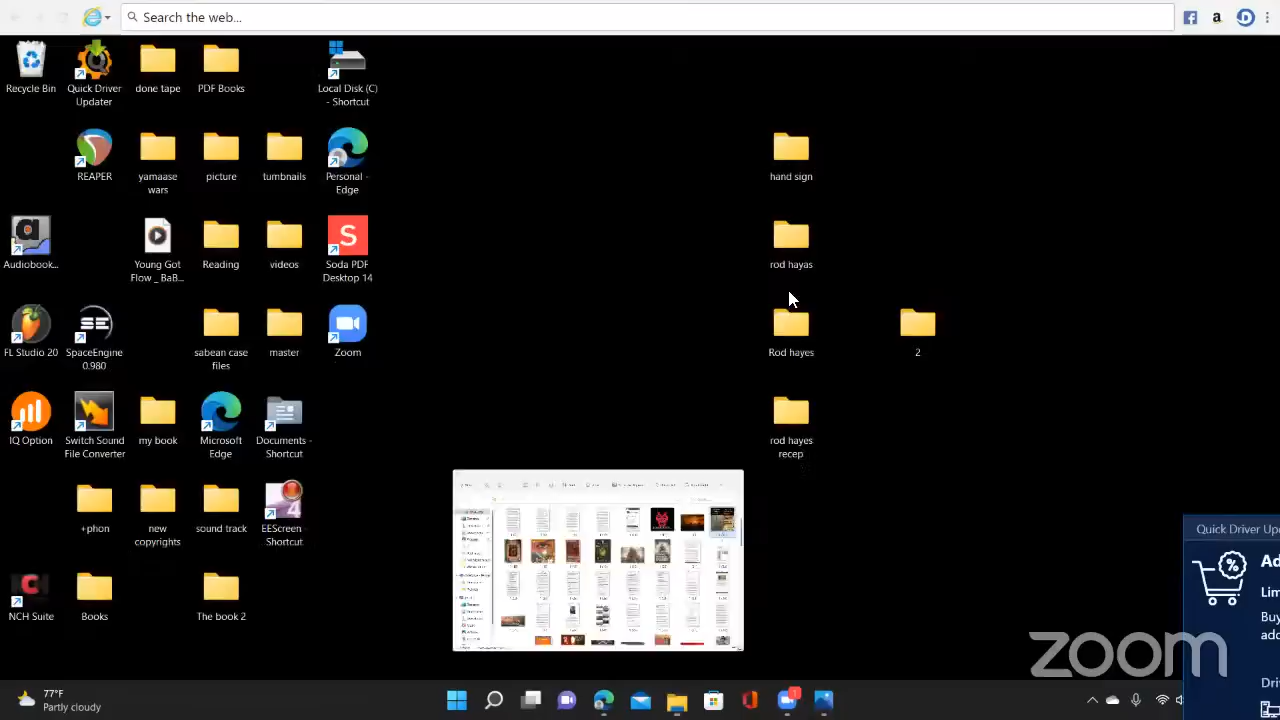 Search the web...
Recycle Bin
Quick Driver
Updater
done tape
PDF Books
Local Disk (C)
- Shortcut
REAPER
yamaase
wars
picture
tumbnails
Personal -
Edge
hand sign
Audiobook...
Young Got
Flow _ BaB...
Reading
videos
Soda PDF
Desktop 14
rod hayas
FL Studio 20
SpaceEngine
0.980
sabean case
files
master
Zoom
Rod hayes
2
IQ Option
Switch Sound
File Converter
my book
Microsoft
Edge
Documents -
Shortcut
rod hayes
recep
+phon
new
copyrights
sound track
EEScreen -
Shortcut
Quick Driver Up
Lim
Buy
Books
The book 2
Suite
zoom
Dri
77°F
Partly cloudy
1